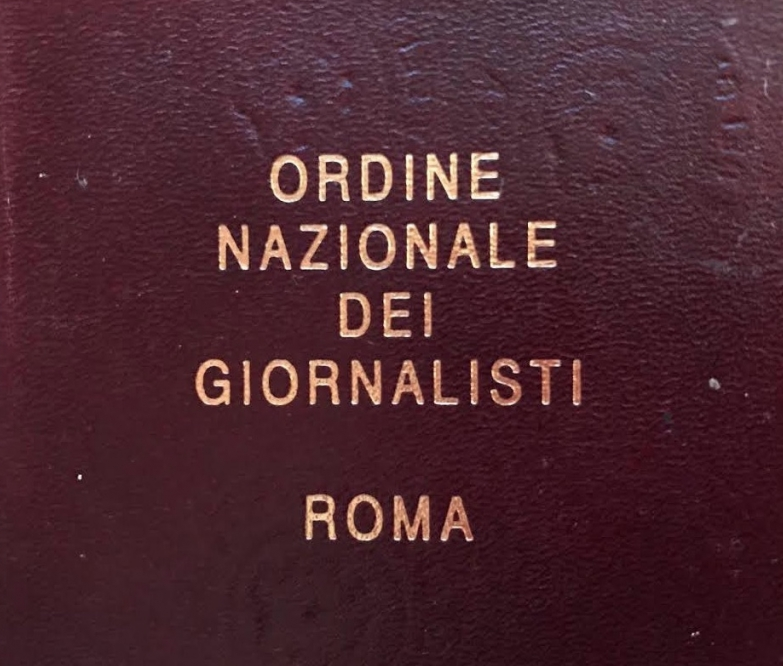 ORDINE
NAZIONALE
DEI
GIORNALISTI
ROMA